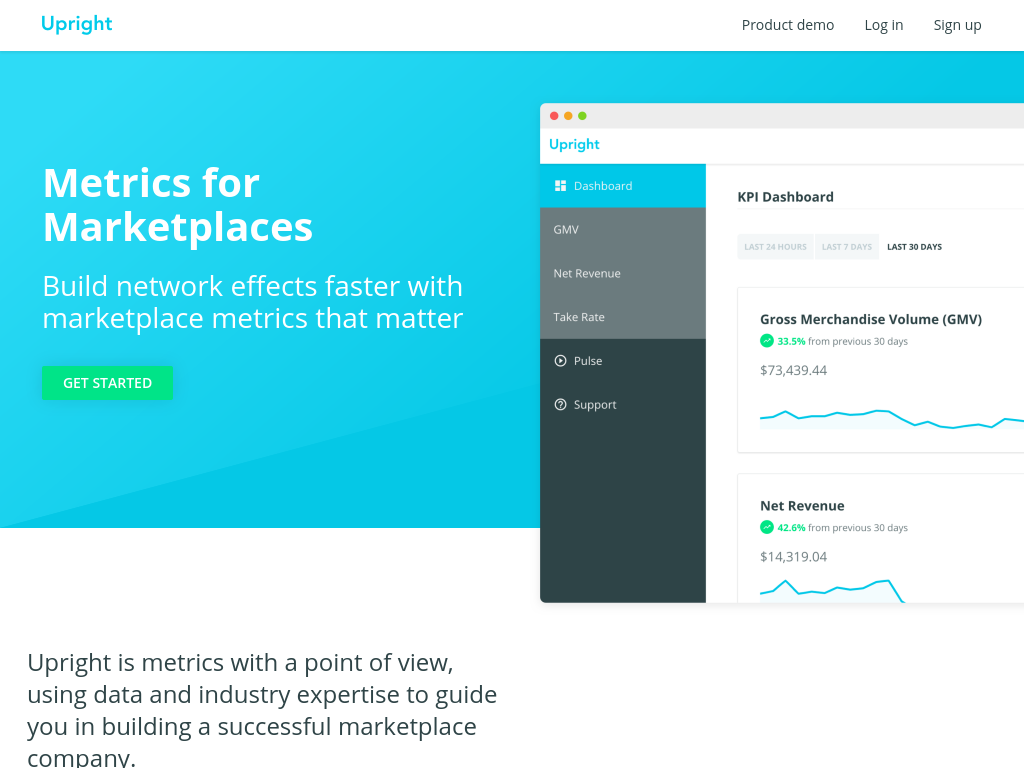 Upright
Product demo
Log in
Sign up
Metrics for
Marketplaces
Build network effects faster with
marketplace metrics that matter
GET STARTED
Upright
Dashboard
GMV
Net Revenue
Take Rate
Pulse
Support
KPI Dashboard
LAST 24 HOURS
LAST 7 DAYS
LAST 30 DAYS
Gross Merchandise Volume (GMV)
33.5% from previous 30 days
$73,439.44
Net Revenue
42.6% from previous 30 days
$14,319.04
Upright is metrics with a point of view,
using data and industry expertise to guide
you in building a successful marketplace
company.